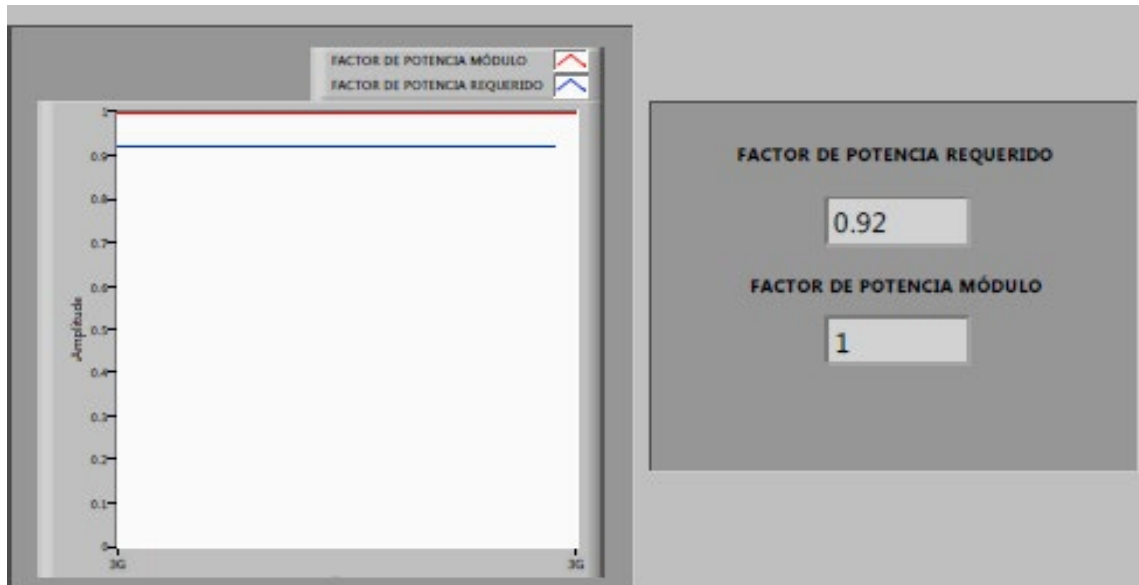 FACTOR DE POTENCIA MÓDULO
FACTOR DE POTENCIA REQUERIDO
1
0.9
0.8
0.7
0.6
0.5
0.4
0.3
0.2
0.1
0
Amplitude
3G 3G
FACTOR DE POTENCIA REQUERIDO
0.92
FACTOR DE POTENCIA MÓDULO
1